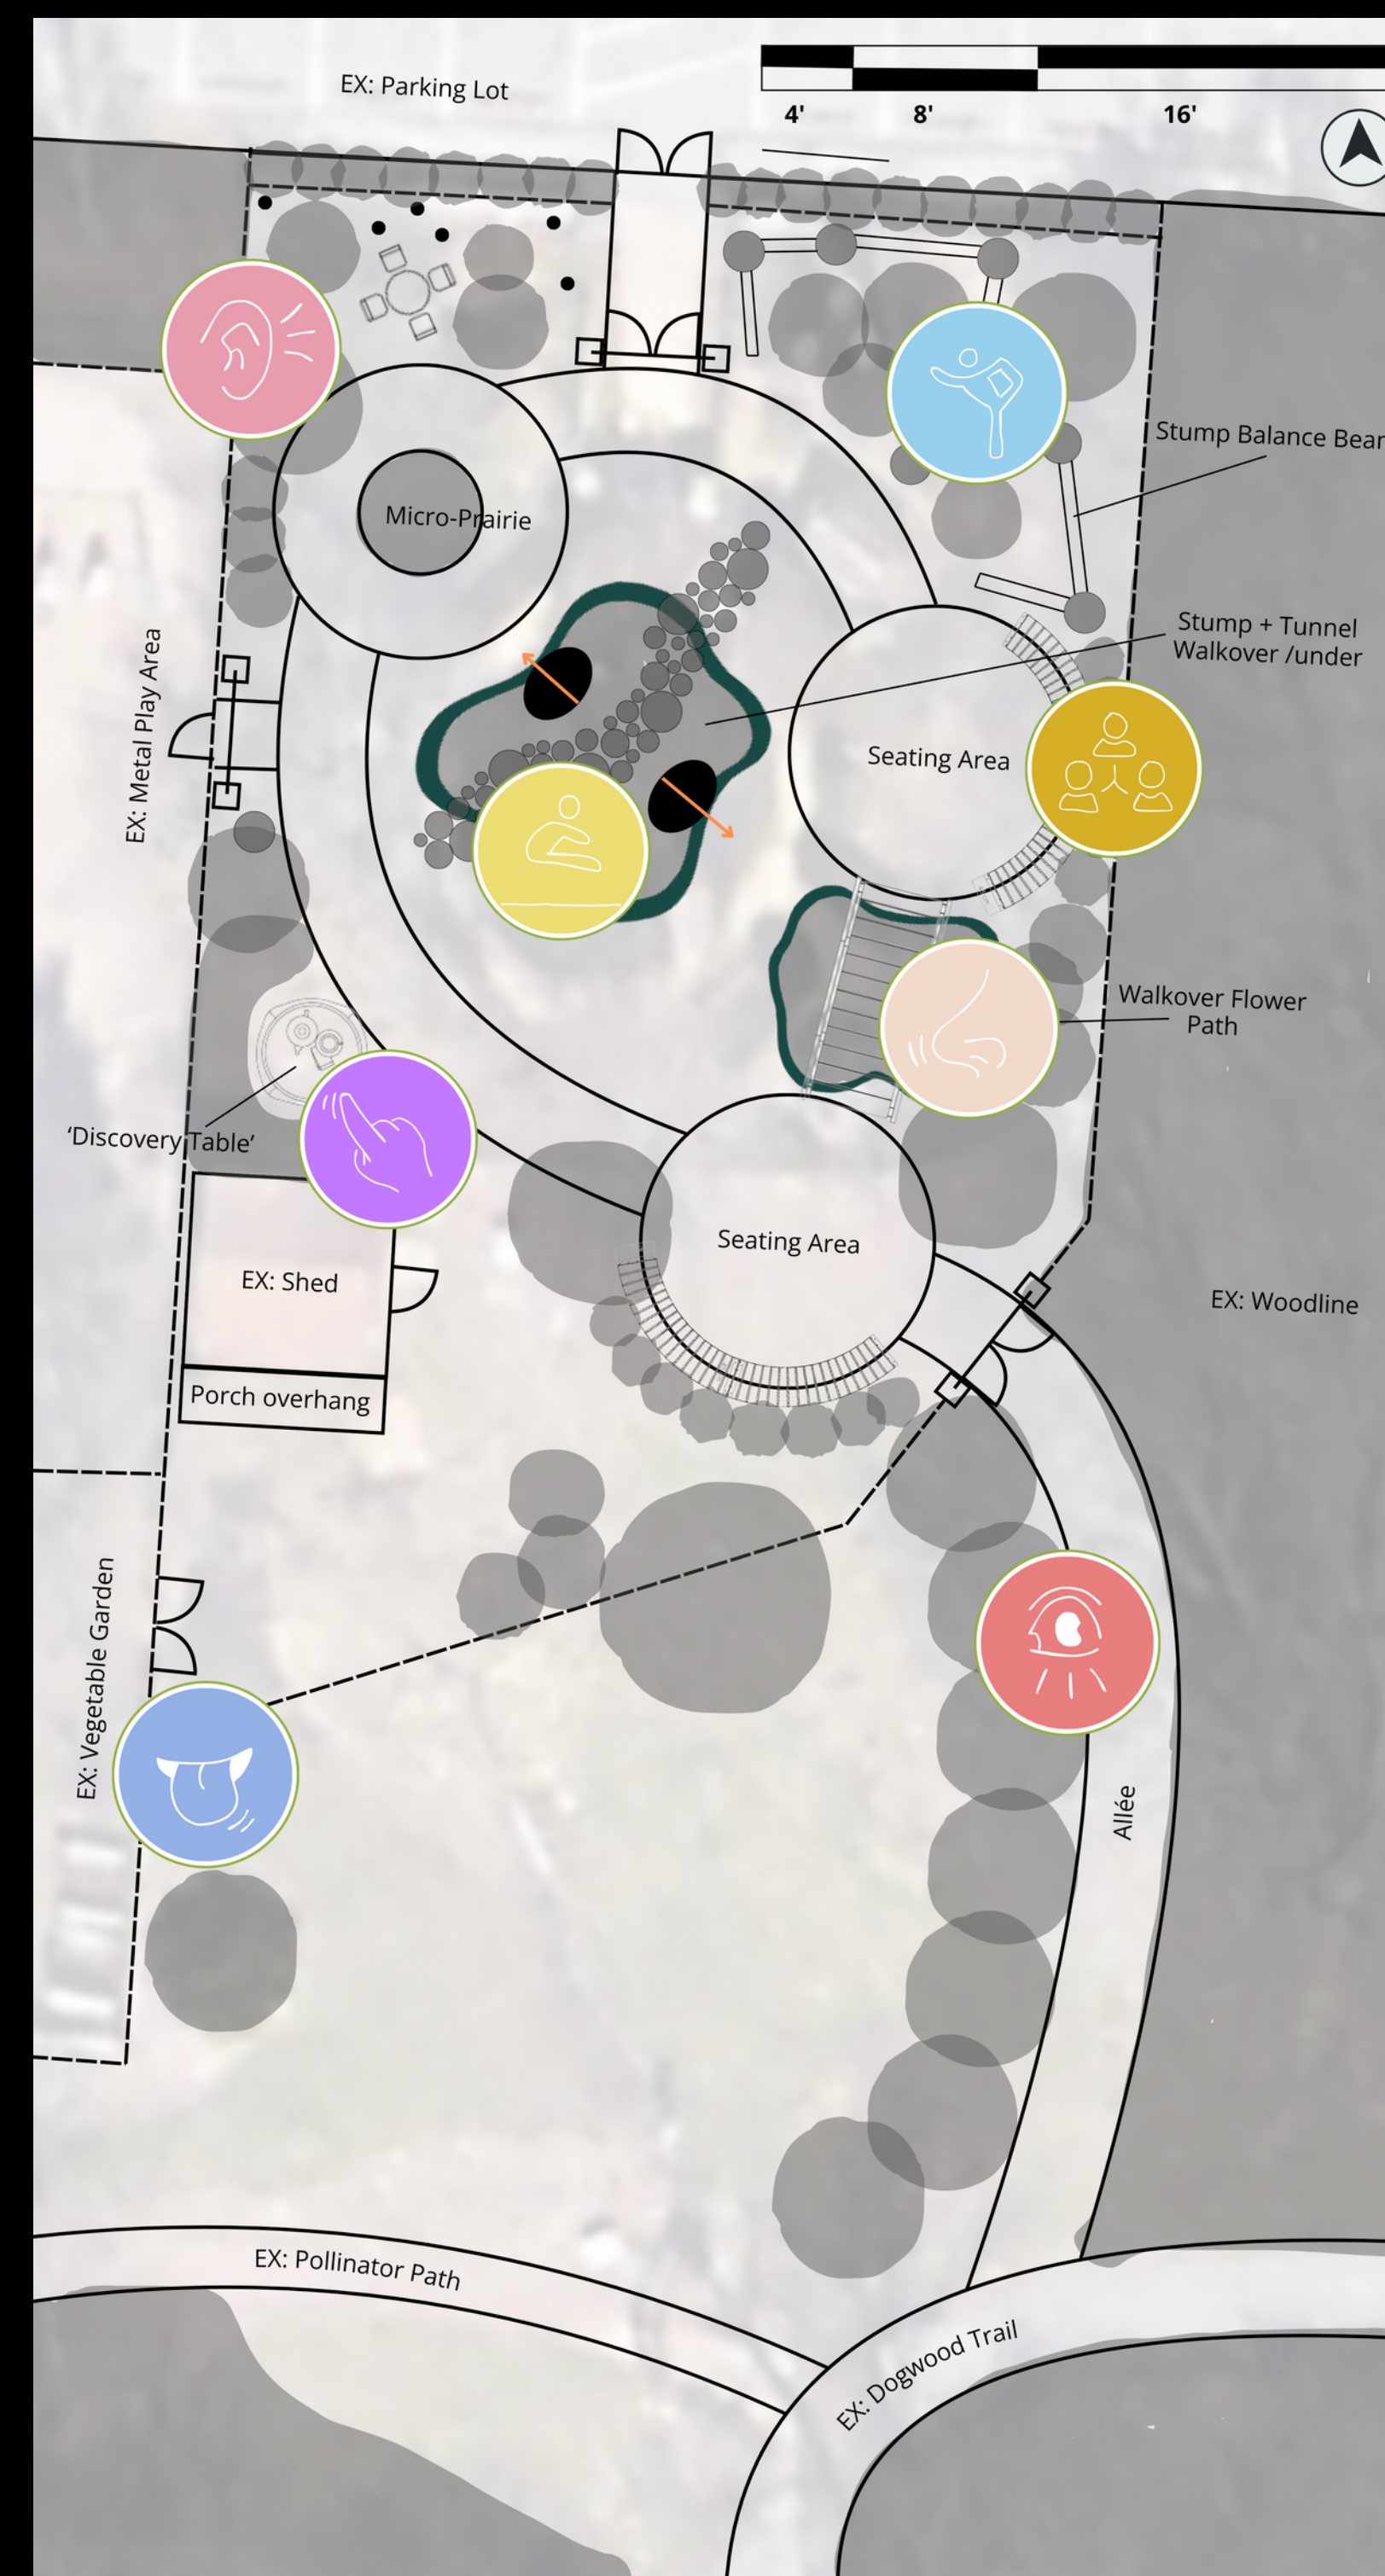 EX: Parking Lot
4' 8' 16'
Stump Balance Bear
Micro-Prairie
Stump + Tunnel
Walkover /under
EX: Metal Play Area
Seating Area
Walkover Flower
Path
‘Discovery Table’
Seating Area
EX: Shed
EX: Woodline
Porch overhang
EX: Vegetable Garden
Allée
EX: Pollinator Path
EX: Dogwood Trail